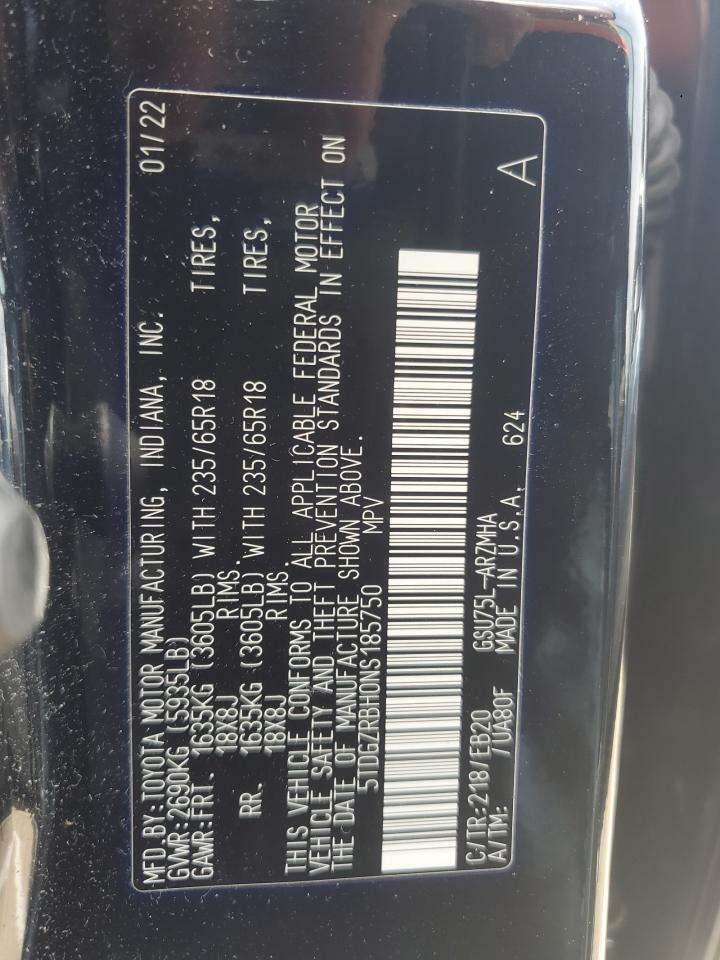 MFD.BY:TOYOTA MOTOR MANUFACTURING, INDIANA, INC. 01/22
GVWR:2690KG (5935LB)
GAWR:FRT. 1635KG (3605LB) WITH 235/65R18 TIRES,
18X8J RIMS.
RR. 1635KG (3605LB) WITH 235/65R18 TIRES,
18X8J RIMS.
THIS VEHICLE CONFORMS TO ALL APPLICABLE FEDERAL MOTOR
VEHICLE SAFETY AND THEFT PREVENTION STANDARDS IN EFFECT ON
THE DATE OF MANUFACTURE SHOWN ABOVE.
5TDGZRBH0NS185750 MPV
C/TR:218/EB20 GSU75L-ARZMHA
A/TM: /UA80F MADE IN U.S.A. 624 A